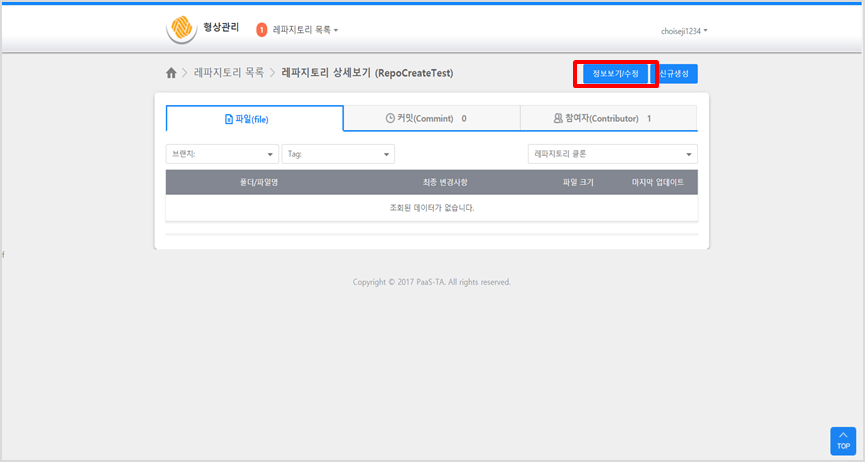 형상관리
1 레파지토리 목록
choiseji1234
레파지토리 목록 레파지토리 상세보기 (RepoCreateTest)
정보보기/수정 신규생성
파일(file) 커밋(Commint) 0 참여자(Contributor) 1
브랜치: Tag: 레파지토리 클론
폴더/파일명 최종 변경사항 파일 크기 마지막 업데이트
조회된 데이터가 없습니다.
f
Copyright © 2017 PaaS-TA. All rights reserved.
TOP